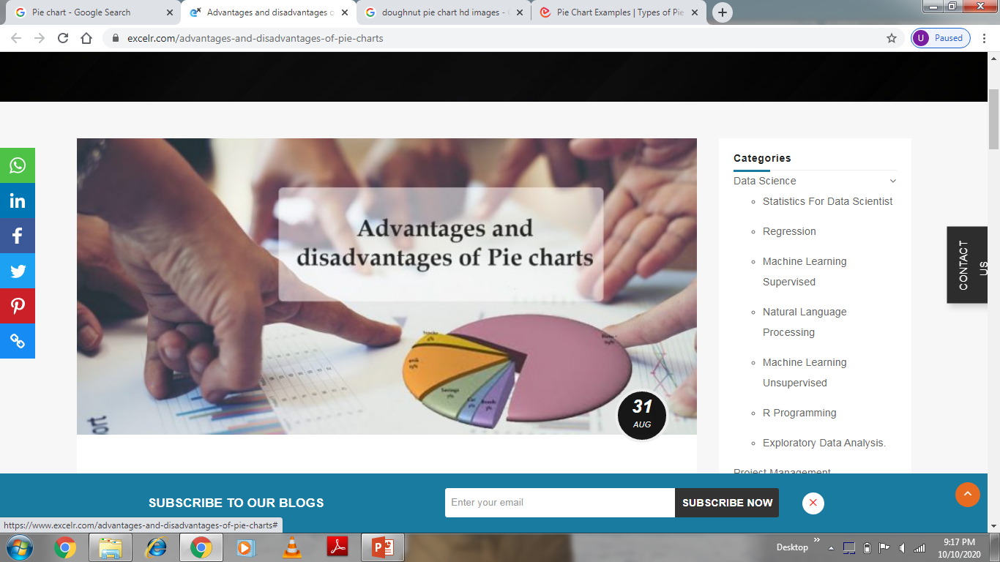 Pie chart - Google Search
Advantages and disadvantages o
doughnut pie chart hd images -
Pie Chart Examples | Types of Pie
excelr.com/advantages-and-disadvantages-of-pie-charts
U Paused
Advantages and
disadvantages of Pie charts
Savings
31
AUG
Categories
Data Science
Statistics For Data Scientist
Regression
Machine Learning
Supervised
Natural Language
Processing
Machine Learning
Unsupervised
R Programming
Exploratory Data Analysis.
Project Management
CONTACT
US
SUBSCRIBE TO OUR BLOGS
Enter your email
SUBSCRIBE NOW
https://www.excelr.com/advantages-and-disadvantages-of-pie-charts#
Desktop
9:17 PM
10/10/2020